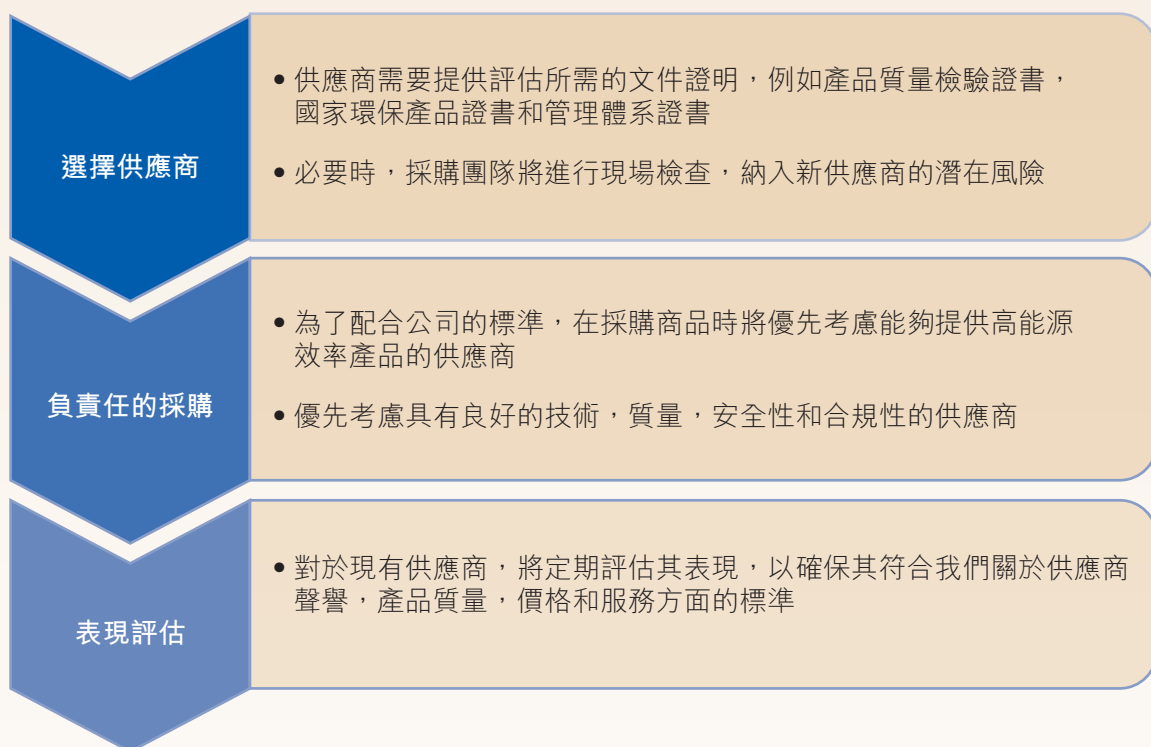 選擇供應商
• 供應商需要提供評估所需的文件證明，例如產品質量檢驗證書，
國家環保產品證書和管理體系證書
• 必要時，採購團隊將進行現場檢查，納入新供應商的潛在風險
負責任的採購
• 為了配合公司的標準，在採購商品時將優先考慮能夠提供高能源
效率產品的供應商
• 優先考慮具有良好的技術，質量，安全性和合規性的供應商
表現評估
• 對於現有供應商，將定期評估其表現，以確保其符合我們關於供應商
聲譽，產品質量，價格和服務方面的標準